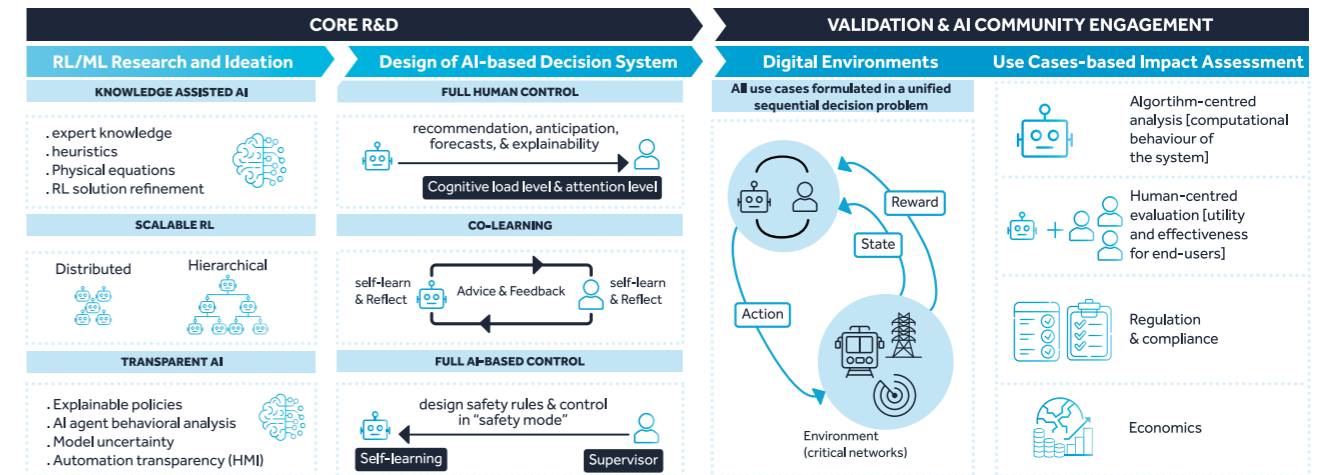 CORE R&D
VALIDATION & AI COMMUNITY ENGAGEMENT
RL/ML Research and Ideation
Design of AI-based Decision System
Digital Environments
Use Cases-based Impact Assessment
KNOWLEDGE ASSISTED AI
. expert knowledge
. heuristics
. Physical equations
. RL solution refinement
SCALABLE RL
Distributed
Hierarchical
TRANSPARENT AI
. Explainable policies
. AI agent behavioral analysis
. Model uncertainty
. Automation transparency (HMI)
FULL HUMAN CONTROL
recommendation, anticipation,
forecasts, & explainability
Cognitive load level & attention level
CO-LEARNING
self-learn
& Reflect
Advice & Feedback
self-learn
& Reflect
FULL AI-BASED CONTROL
design safety rules & control
in “safety mode”
Self-learning
Supervisor
All use cases formulated in a unified
sequential decision problem
Reward
State
Action
Environment
(critical networks)
Algortihm-centred
analysis [computational
behaviour of
the system]
Human-centred
evaluation [utility
and effectiveness
for end-users]
Regulation
& compliance
Economics